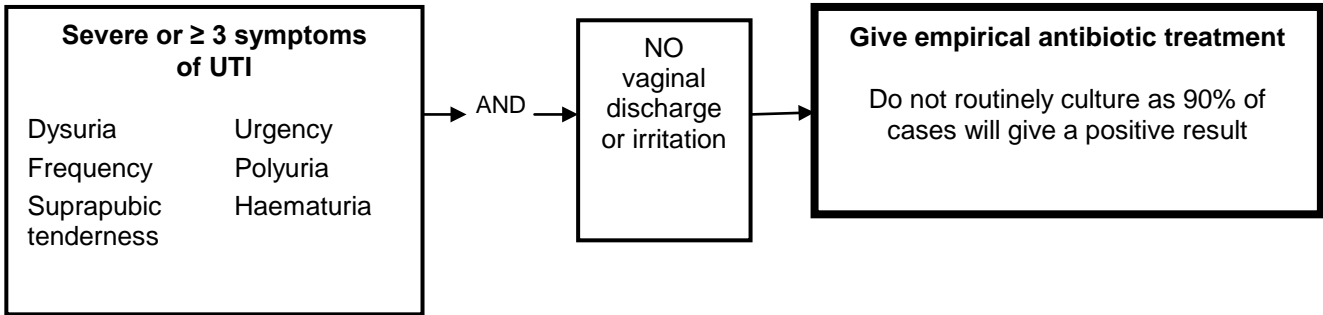 Severe or ≥ 3 symptoms
of UTI
Dysuria Urgency
Frequency Polyuria
Suprapubic Haematuria
tenderness
AND
NO
vaginal
discharge
or irritation
Give empirical antibiotic treatment
Do not routinely culture as 90% of
cases will give a positive result